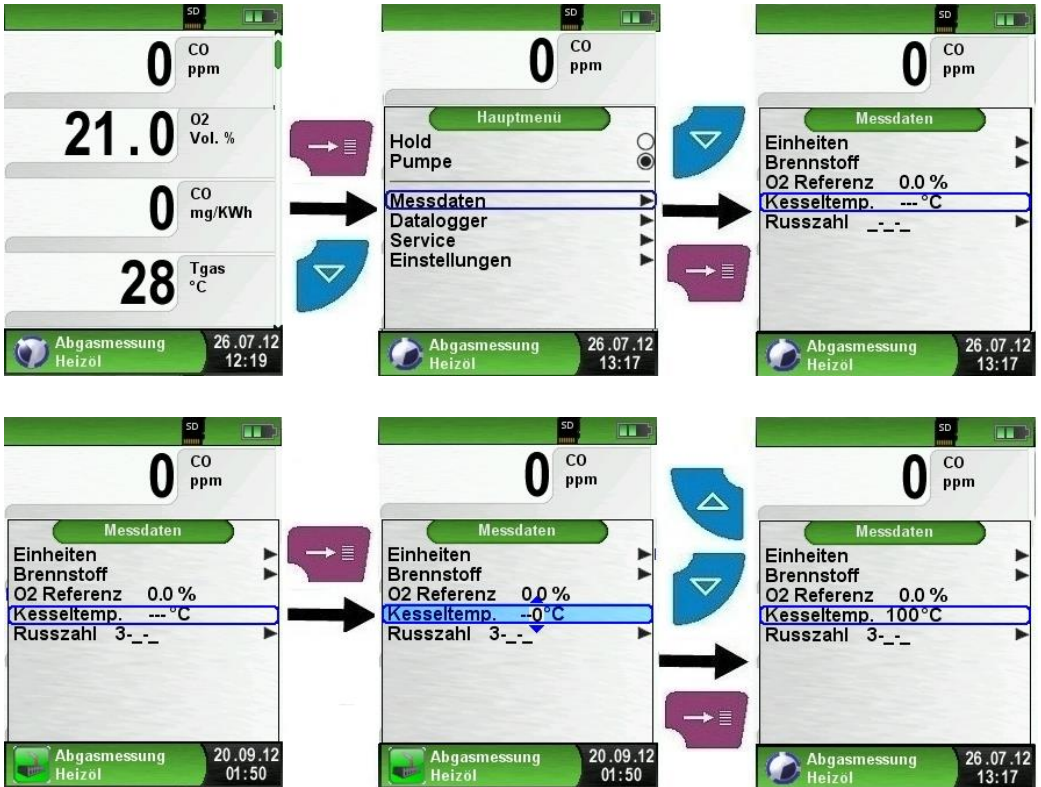 SD
0 CO
ppm
21.0 O2
Vol. %
0 CO
mg/KWh
28 Tgas
°C
Abgasmessung 26.07.12
Heizöl 12:19
SD
0 CO
ppm
Hauptmenü
Hold
Pumpe
Messdaten
Datalogger
Service
Einstellungen
Abgasmessung 26.07.12
Heizöl 13:17
SD
0 CO
ppm
Messdaten
Einheiten
Brennstoff
O2 Referenz 0.0 %
Kesseltemp. --- °C
Russzahl _-_-_
Abgasmessung 26.07.12
Heizöl 13:17
SD
0 CO
ppm
Messdaten
Einheiten
Brennstoff
O2 Referenz 0.0 %
Kesseltemp. --- °C
Russzahl 3-_-_
Abgasmessung 20.09.12
Heizöl 01:50
SD
0 CO
ppm
Messdaten
Einheiten
Brennstoff
O2 Referenz 0.0 %
Kesseltemp. --0°C
Russzahl 3-_-_
Abgasmessung 20.09.12
Heizöl 01:50
SD
0 CO
ppm
Messdaten
Einheiten
Brennstoff
O2 Referenz 0.0 %
Kesseltemp. 100°C
Russzahl 3-_-_
Abgasmessung 26.07.12
Heizöl 13:17